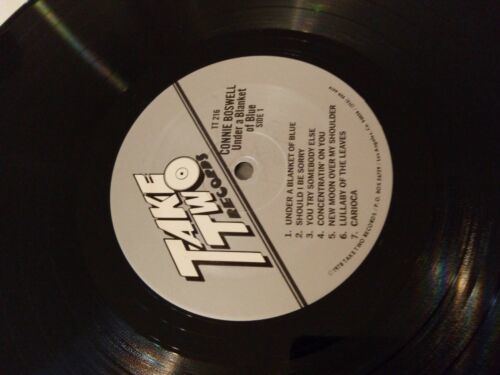 TAKE
TWO
RECORDS
TT 216
CONNIE BOSWELL
Under a Blanket
of Blue
SIDE 1
1. UNDER A BLANKET OF BLUE
2. SHOULD I BE SORRY
3. YOU TRY SOMEBODY ELSE
4. CONCENTRATIN' ON YOU
5. NEW MOON OVER MY SHOULDER
6. LULLABY OF THE LEAVES
7. CARIOCA
© 1978 TAKE TWO RECORDS · P.O. BOX